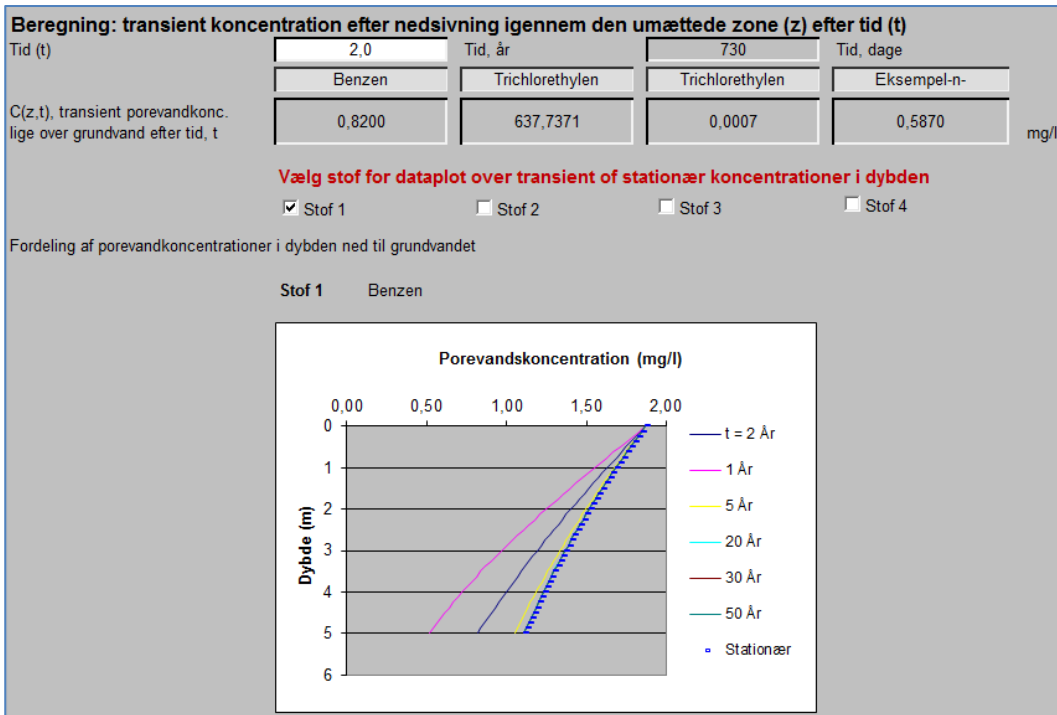 Beregning: transient koncentration efter nedsivning igennem den umættede zone (z) efter tid (t)
Tid (t) 2,0 Tid, år 730 Tid, dage
Benzen Trichlorethylen Trichlorethylen Eksempel-n-
C(z,t), transient porevandkonc.
lige over grundvand efter tid, t
0,8200 637,7371 0,0007 0,5870 mg/l
Vælg stof for dataplot over transient of stationær koncentrationer i dybden
Stof 1 Stof 2 Stof 3 Stof 4
Fordeling af porevandkoncentrationer i dybden ned til grundvandet
Stof 1 Benzen
Porevandskoncentration (mg/l)
0,00 0,50 1,00 1,50 2,00
0
1
2
3
4
5
6
Dybde (m)
t = 2 År
1 År
5 År
20 År
30 År
50 År
Stationær